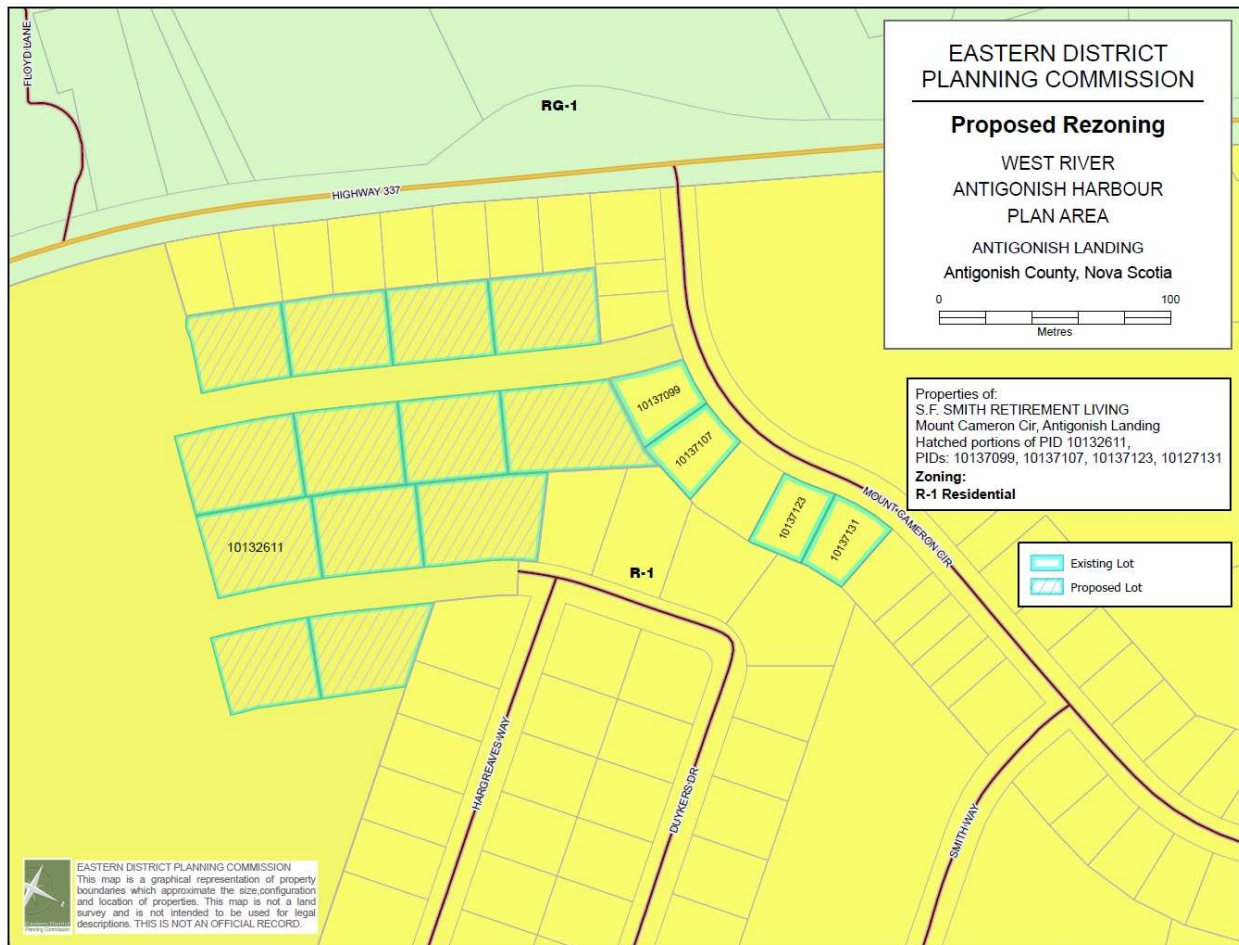 EASTERN DISTRICT
PLANNING COMMISSION
Proposed Rezoning
WEST RIVER
ANTIGONISH HARBOUR
PLAN AREA
ANTIGONISH LANDING
Antigonish County, Nova Scotia
0 100
Metres
Properties of:
S.F. SMITH RETIREMENT LIVING
Mount Cameron Cir, Antigonish Landing
Hatched portions of PID 10132611,
PIDs: 10137099, 10137107, 10137123, 10127131
Zoning:
R-1 Residential
Existing Lot
Proposed Lot
FLOYD LANE
RG-1
HIGHWAY 337
10137099
10137107
10137123
10137131
MOUNT CAMERON CIR
10132611
R-1
HARGREAVES WAY
DUYKERS DR
SMITH WAY
EASTERN DISTRICT PLANNING COMMISSION
This map is a graphical representation of property
boundaries which approximate the size,configuration
and location of properties. This map is not a land
survey and is not intended to be used for legal
descriptions. THIS IS NOT AN OFFICIAL RECORD.
Eastern District
Planning Commission